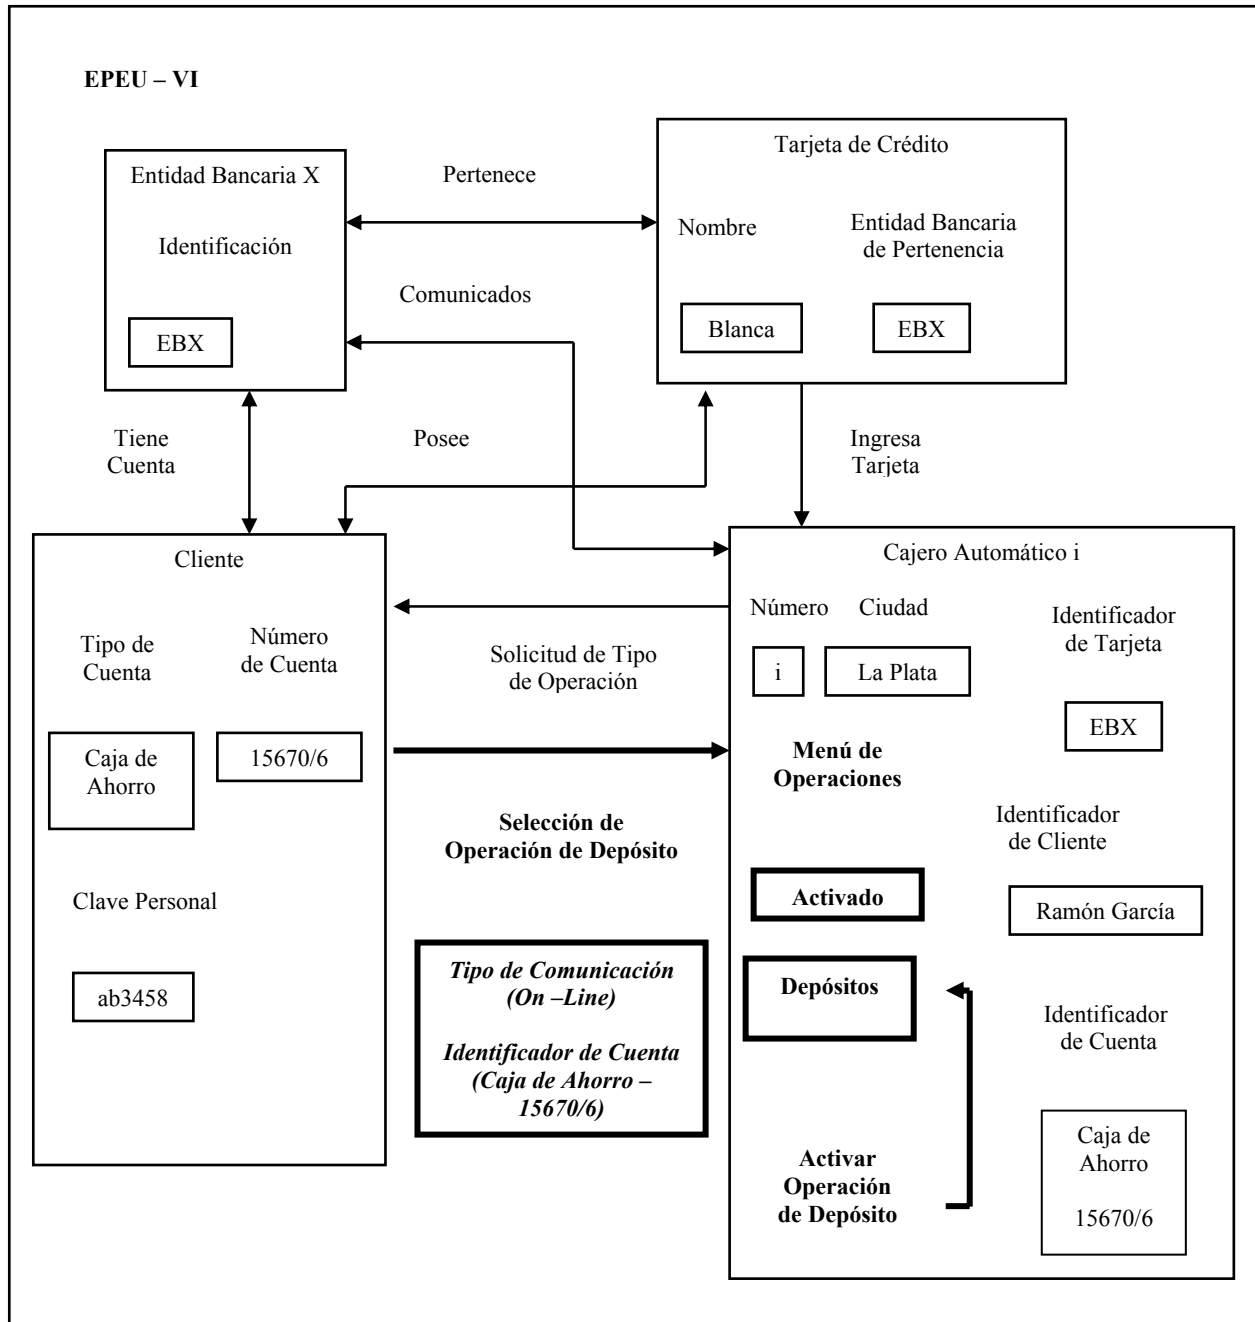 EPEU – VI
Entidad Bancaria X
Identificación
EBX
Pertenece
Comunicados
Tarjeta de Crédito
Nombre
Entidad Bancaria
de Pertenencia
Blanca
EBX
Tiene
Cuenta
Posee
Ingresa
Tarjeta
Cliente
Tipo de
Cuenta
Número
de Cuenta
Caja de
Ahorro
15670/6
Clave Personal
ab3458
Solicitud de Tipo
de Operación
Selección de
Operación de Depósito
Tipo de Comunicación
(On –Line)
Identificador de Cuenta
(Caja de Ahorro –
15670/6)
Cajero Automático i
Número
Ciudad
i
La Plata
Identificador
de Tarjeta
EBX
Menú de
Operaciones
Identificador
de Cliente
Activado
Ramón García
Depósitos
Identificador
de Cuenta
Activar
Operación
de Depósito
Caja de
Ahorro
15670/6